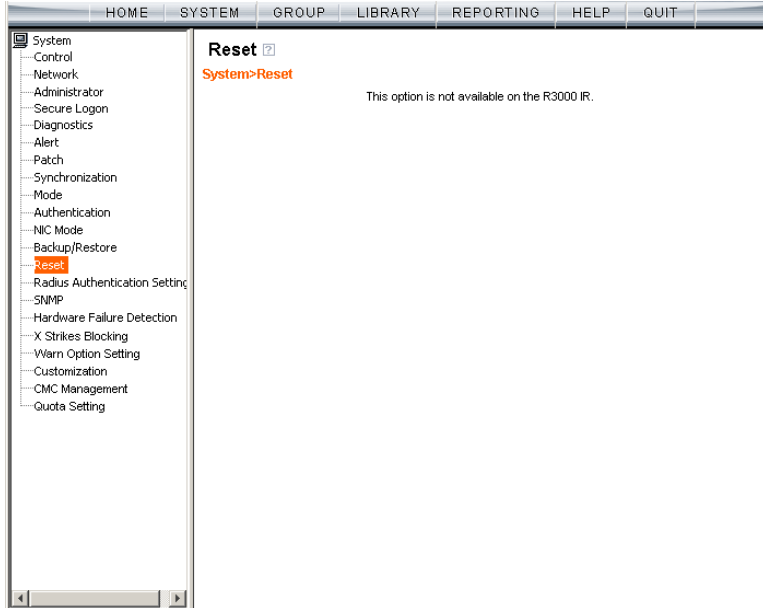 HOME SYSTEM GROUP LIBRARY REPORTING HELP QUIT
System
Control
Network
Administrator
Secure Logon
Diagnostics
Alert
Patch
Synchronization
Mode
Authentication
NIC Mode
Backup/Restore
Reset
Radius Authentication Setting
SNMP
Hardware Failure Detection
X Strikes Blocking
Warn Option Setting
Customization
CMC Management
Quota Setting
Reset ?
System>Reset
This option is not available on the R3000 IR.